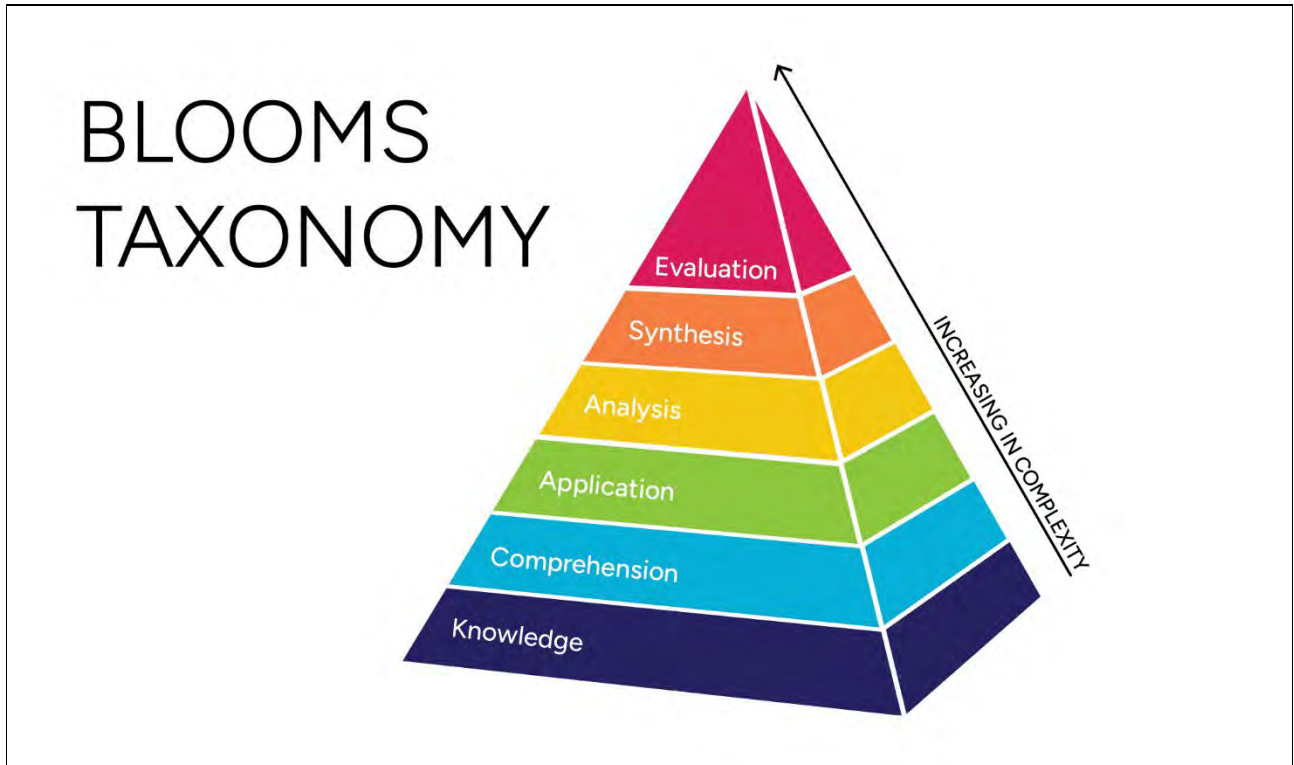 BLOOMS
TAXONOMY
Evaluation
Synthesis
Analysis
Application
Comprehension
Knowledge
INCREASING IN COMPLEXITY